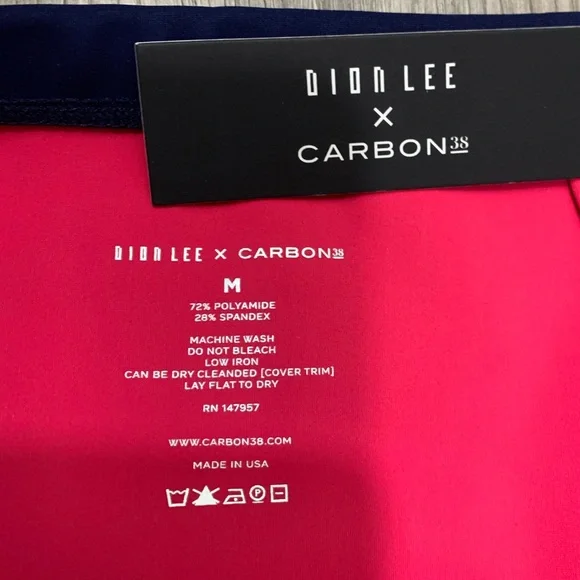 DION LEE
X
CARBON38
DION LEE X CARBON38
M
72% POLYAMIDE
28% SPANDEX
MACHINE WASH
DO NOT BLEACH
LOW IRON
CAN BE DRY CLEANDED [COVER TRIM]
LAY FLAT TO DRY
RN 147957
WWW.CARBON38.COM
MADE IN USA
P